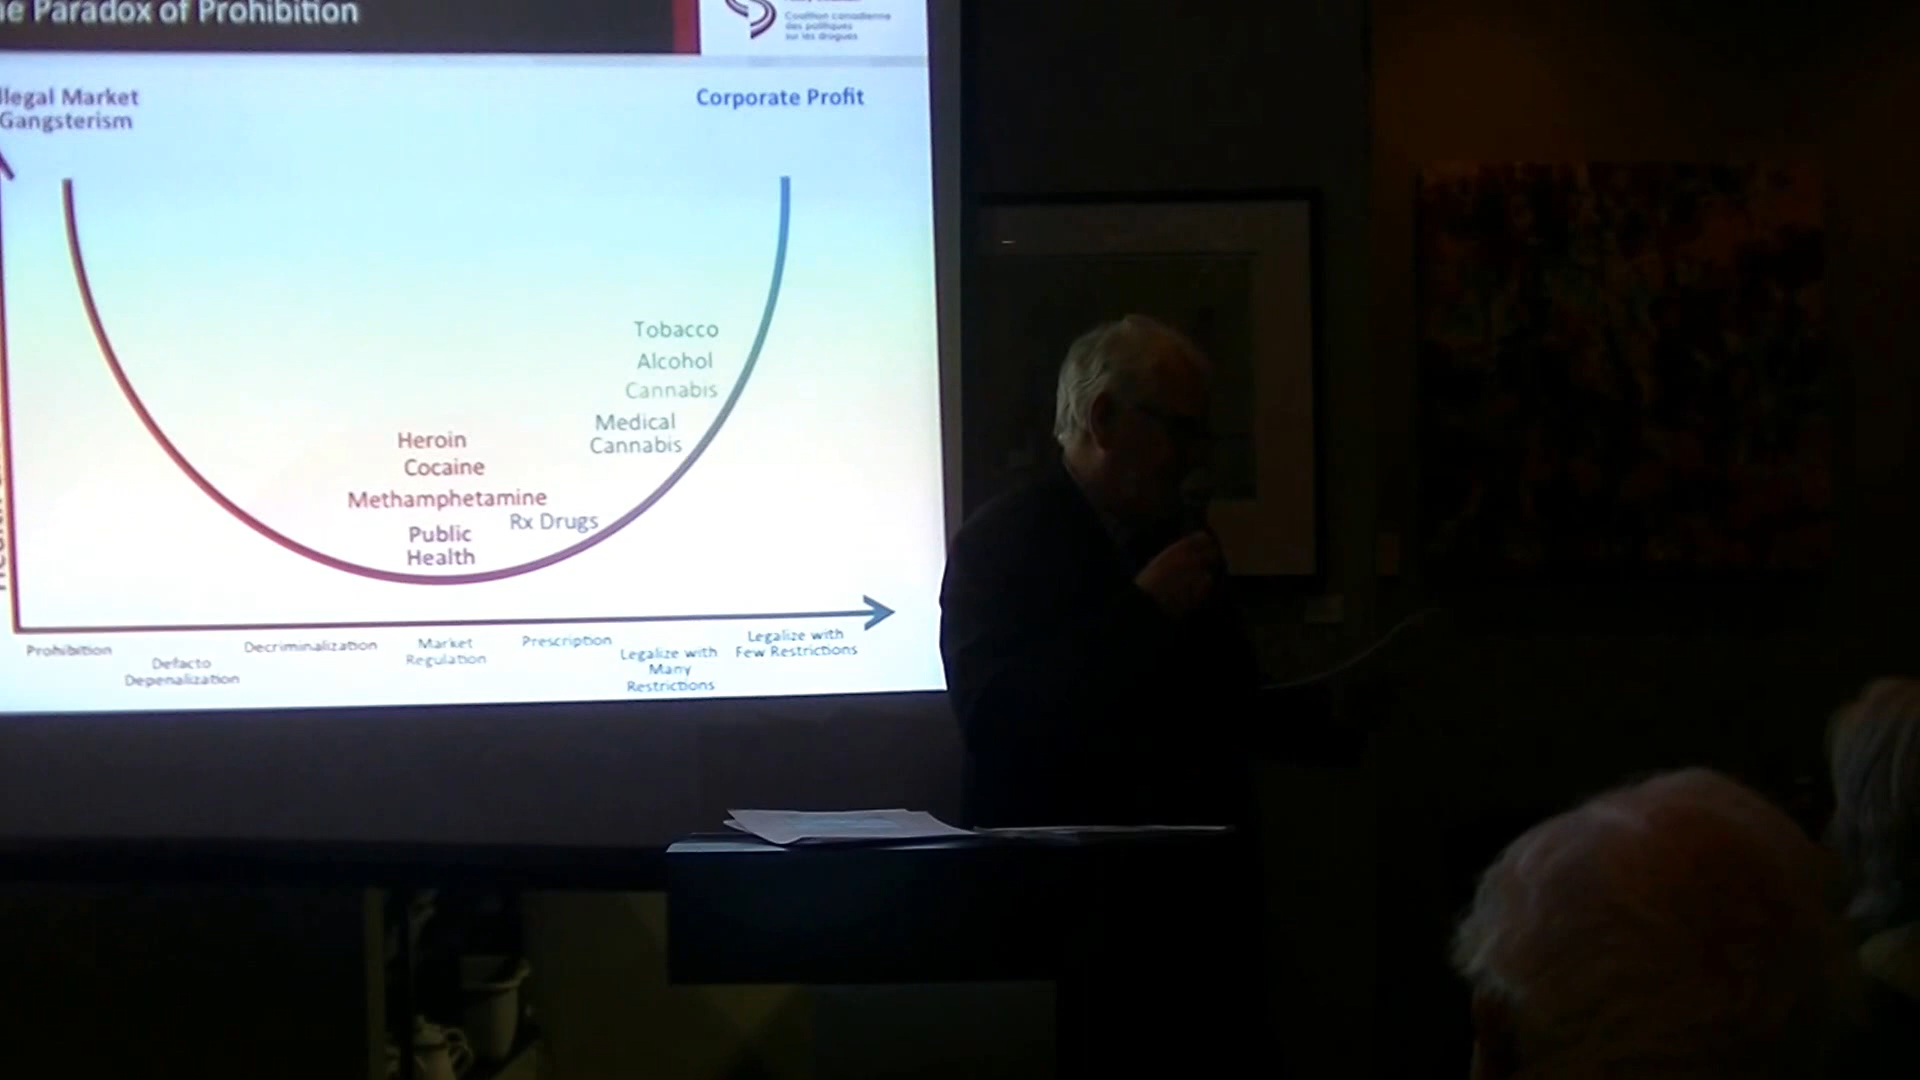 e Paradox of Prohibition
Coalition canadienne
des politiques
sur les drogues
llegal Market
Gangsterism
Corporate Profit
Tobacco
Alcohol
Cannabis
Medical
Cannabis
Heroin
Cocaine
Methamphetamine
Rx Drugs
Public
Health
Prohibition
Defacto
Depenalization
Decriminalization
Market
Regulation
Prescription
Legalize with
Many
Restrictions
Legalize with
Few Restrictions